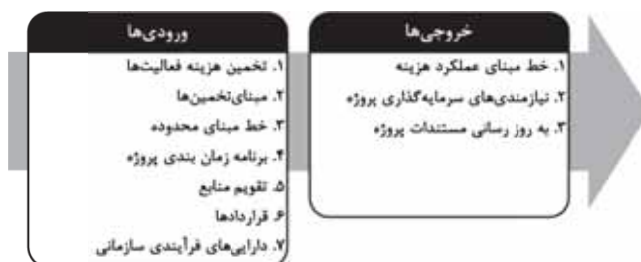 ورودی‌ها
۱. تخمین هزینه فعالیت‌ها
۲. مبنای‌تخمین‌ها
۳. خط مبنای محدوده
۴. برنامه زمان بندی پروژه
۵. تقویم منابع
۶. قراردادها
۷. دارایی‌های فرآیندی سازمانی
خروجی‌ها
۱. خط مبنای عملکرد هزینه
۲. نیازمندی‌های سرمایه‌گذاری پروژه
۳. به روز رسانی مستندات پروژه